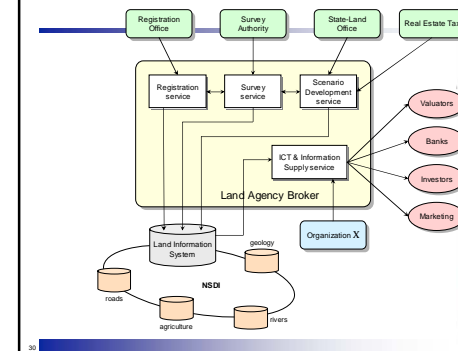 Registration
Office
Survey
Authority
State-Land
Office
Real Estate Tax
Registration
service
Survey
service
Scenario
Development
service
Valuators
Banks
ICT & Information
Supply service
Investors
Land Agency Broker
Marketing
Organization X
Land Information
System
geology
NSDI
roads
agriculture
rivers
30